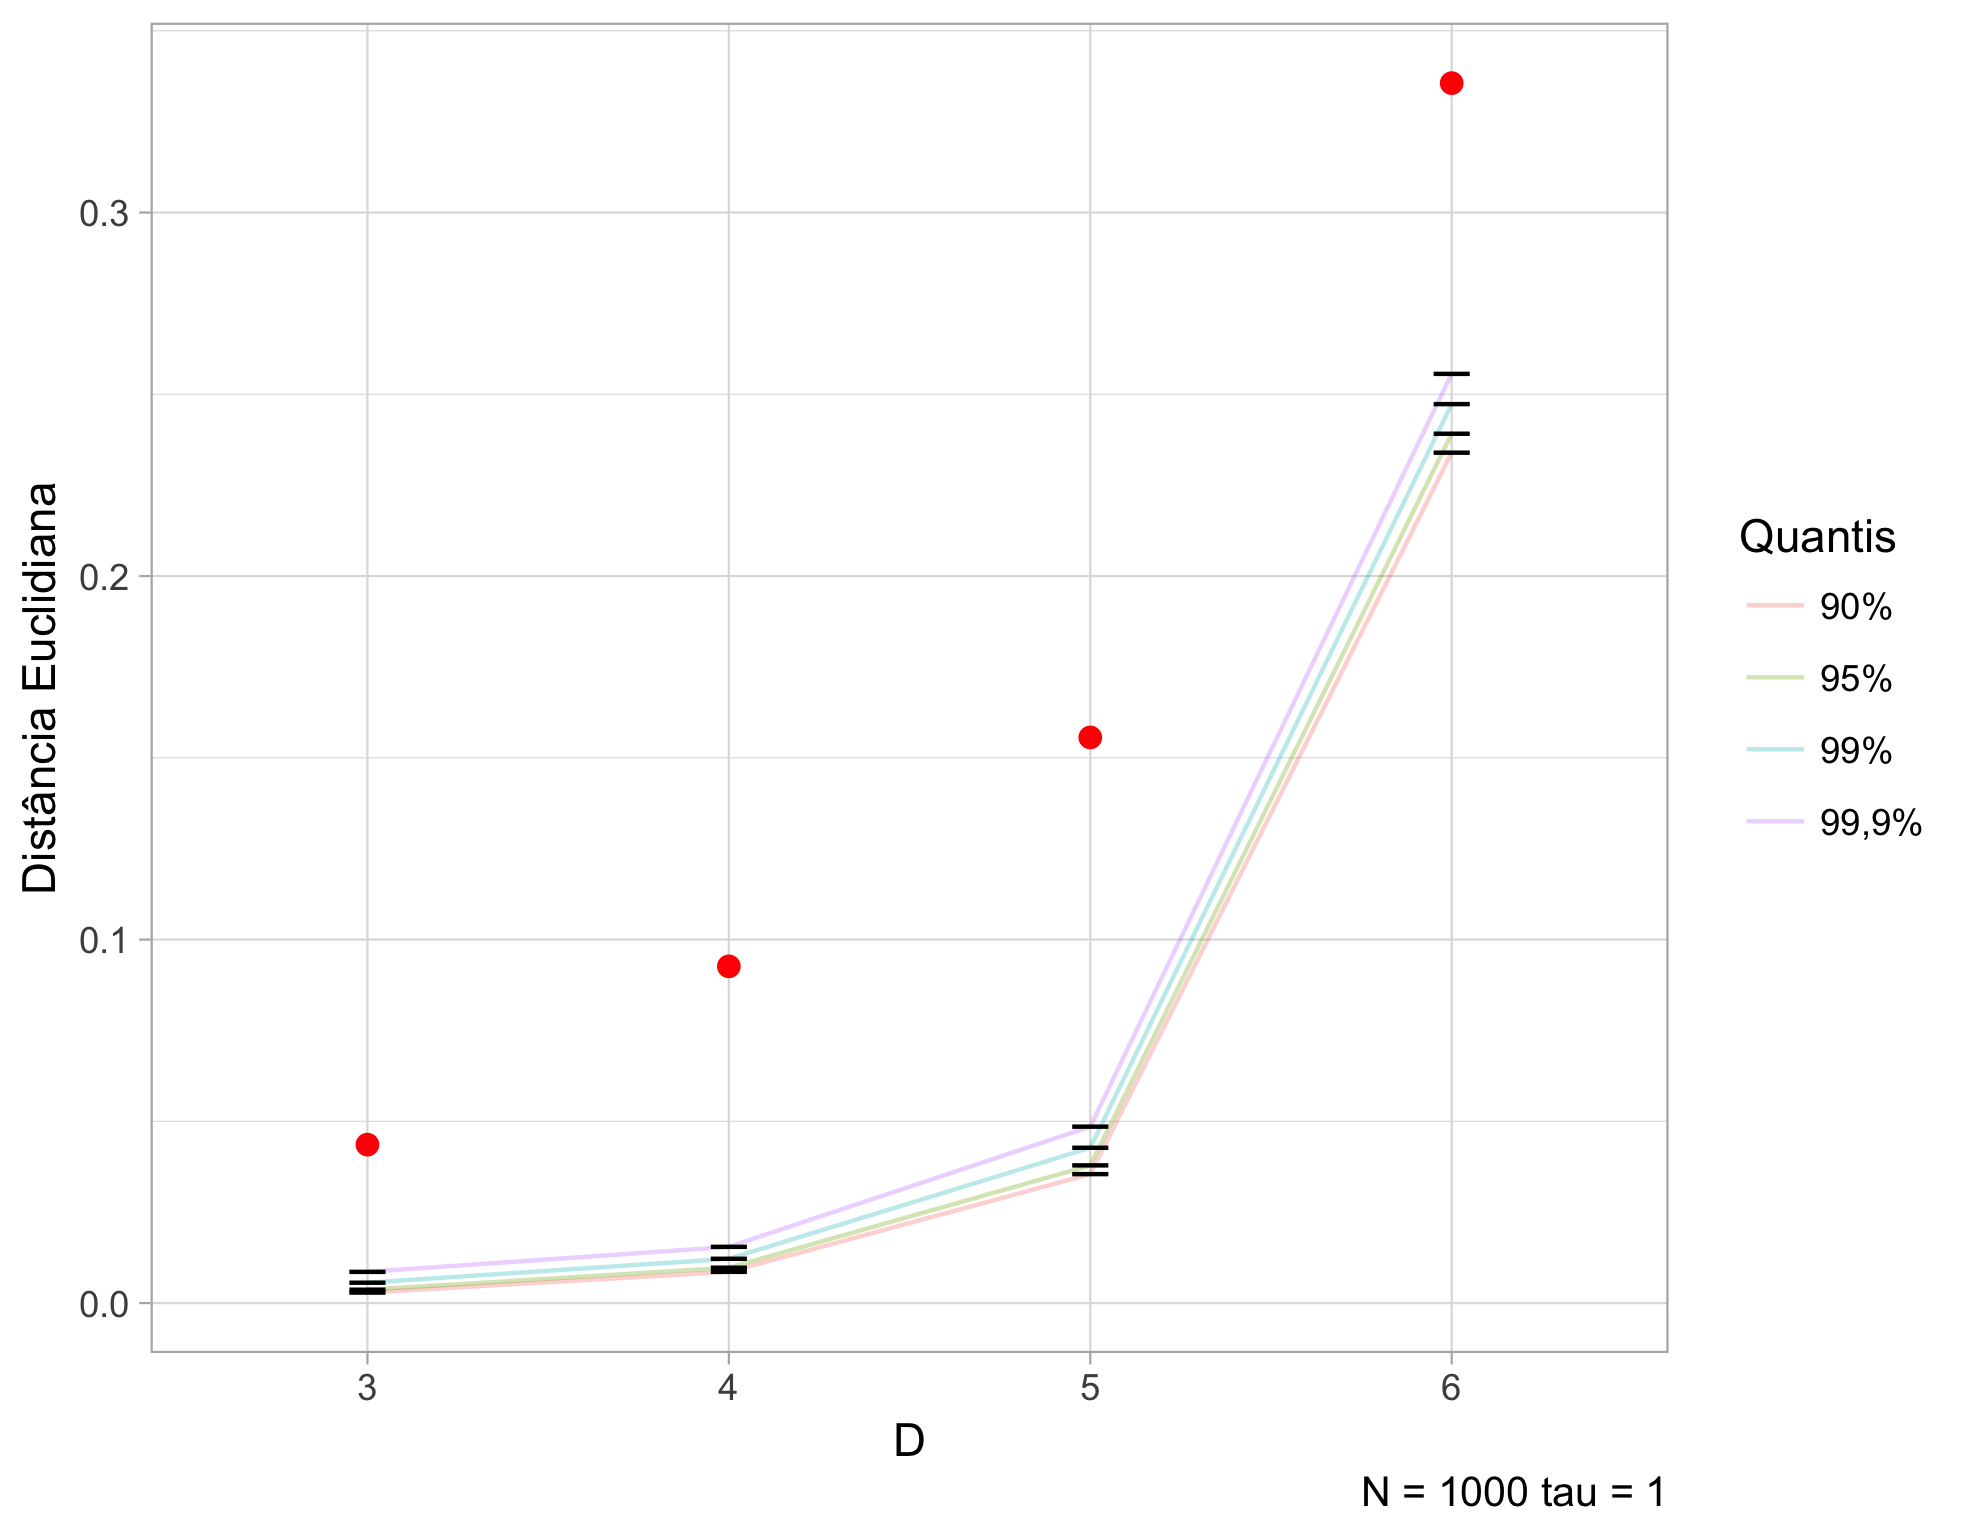 Distância Euclidiana
0.3
0.2
0.1
0.0
3 4 5 6
D
N = 1000 tau = 1
Quantis
90%
95%
99%
99,9%